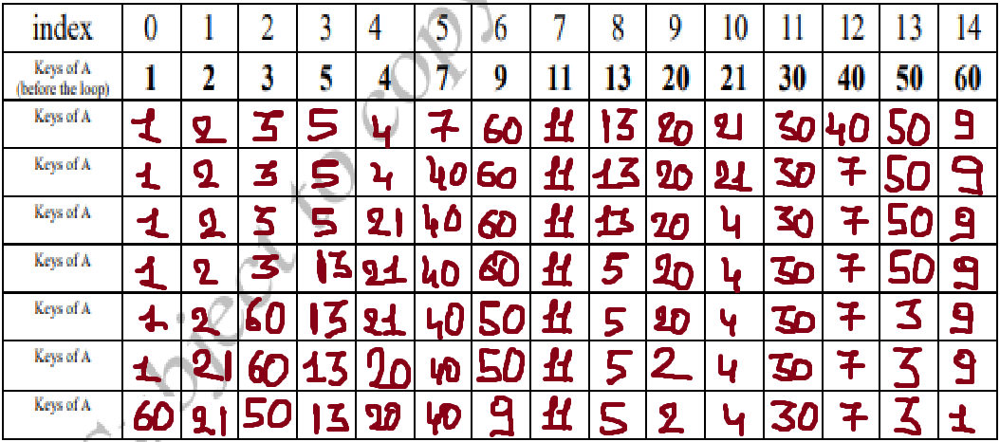 index 0 1 2 3 4 5 6 7 8 9 10 11 12 13 14
Keys of A (before the loop) 1 2 3 5 4 7 9 11 13 20 21 30 40 50 60
Keys of A 1 2 3 5 4 7 60 11 13 20 21 30 40 50 9
Keys of A 1 2 3 5 4 40 60 11 13 20 21 30 7 50 9
Keys of A 1 2 3 5 21 40 60 11 13 20 4 30 7 50 9
Keys of A 1 2 3 13 21 40 60 11 5 20 4 30 7 50 9
Keys of A 1 2 60 13 21 40 50 11 5 20 4 30 7 3 9
Keys of A 1 21 60 13 20 40 50 11 5 2 4 30 7 3 9
Keys of A 60 21 50 13 20 40 9 11 5 2 4 30 7 3 1
subject to copy